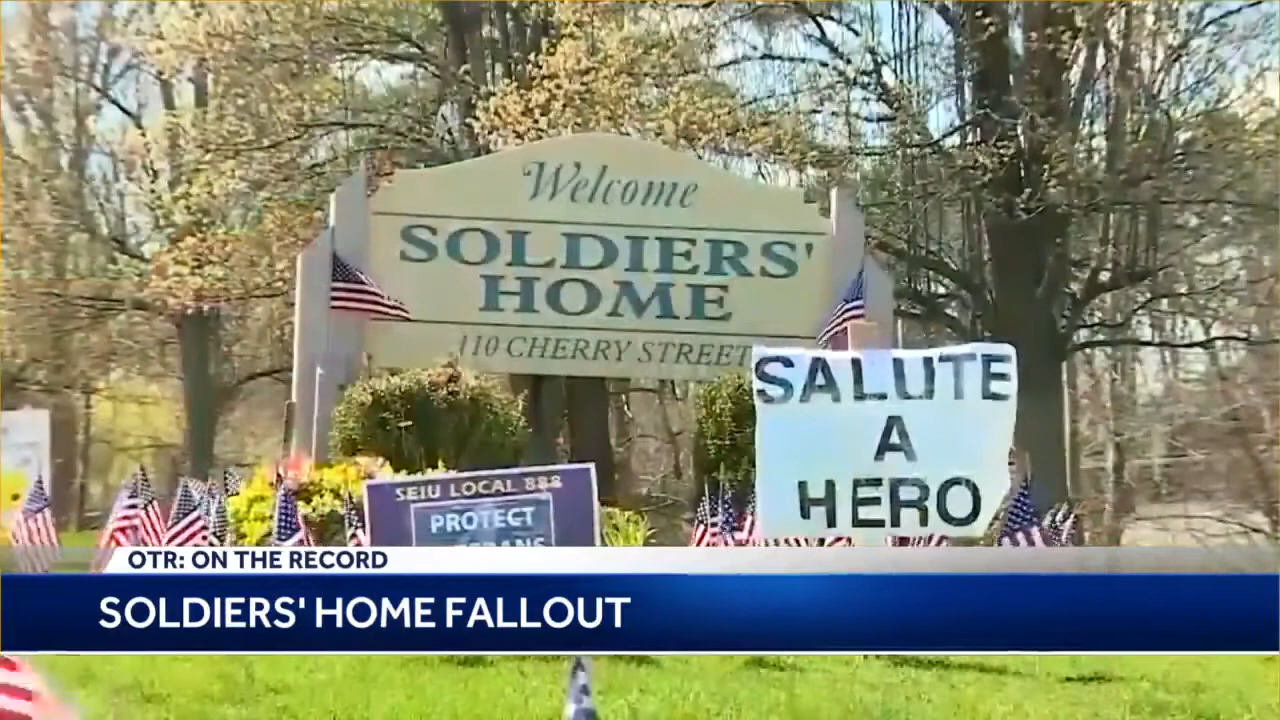 Welcome
SOLDIERS'
HOME
110 CHERRY STREET
SALUTE
A
HERO
SEIU LOCAL 888
PROTECT
OTR: ON THE RECORD
SOLDIERS' HOME FALLOUT